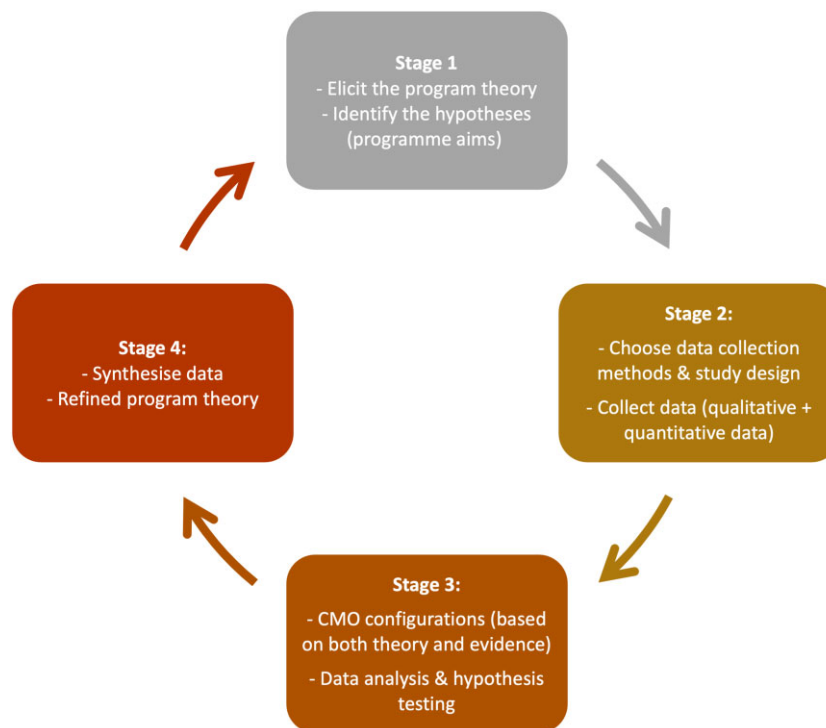 Stage 1
- Elicit the program theory
- Identify the hypotheses
(programme aims)
Stage 2:
- Choose data collection
methods & study design
- Collect data (qualitative +
quantitative data)
Stage 3:
- CMO configurations (based
on both theory and evidence)
- Data analysis & hypothesis
testing
Stage 4:
- Synthesise data
- Refined program theory